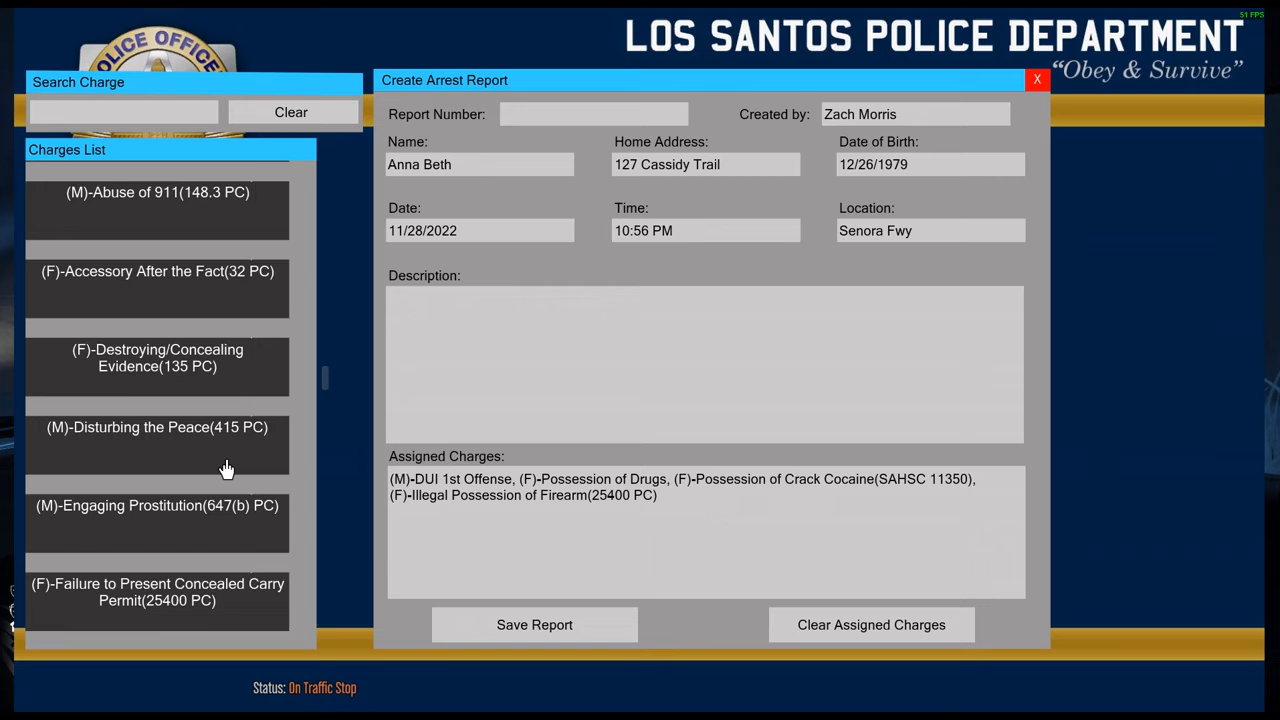 51 FPS
LOS SANTOS POLICE DEPARTMENT
"Obey & Survive"
POLICE OFFICER
Search Charge
Clear
Charges List
(M)-Abuse of 911(148.3 PC)
(F)-Accessory After the Fact(32 PC)
(F)-Destroying/Concealing
Evidence(135 PC)
(M)-Disturbing the Peace(415 PC)
(M)-Engaging Prostitution(647(b) PC)
(F)-Failure to Present Concealed Carry
Permit(25400 PC)
Create Arrest Report
X
Report Number:
Created by: Zach Morris
Name: Home Address: Date of Birth:
Anna Beth 127 Cassidy Trail 12/26/1979
Date: Time: Location:
11/28/2022 10:56 PM Senora Fwy
Description:
Assigned Charges:
(M)-DUI 1st Offense, (F)-Possession of Drugs, (F)-Possession of Crack Cocaine(SAHSC 11350),
(F)-Illegal Possession of Firearm(25400 PC)
Save Report Clear Assigned Charges
Status: On Traffic Stop